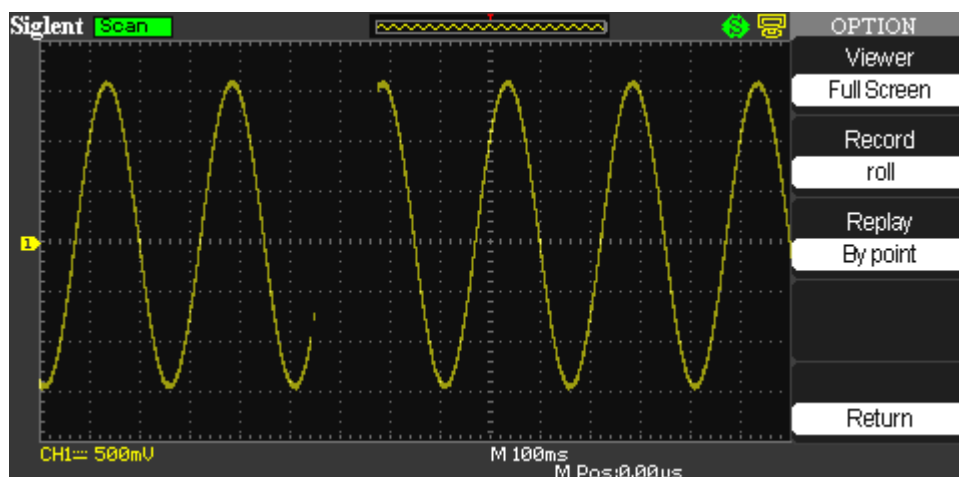 Siglent Scan
OPTION
Viewer
Full Screen
Record
roll
Replay
By point
Return
1
CH1 500mV
M 100ms
M Pos:0.00us